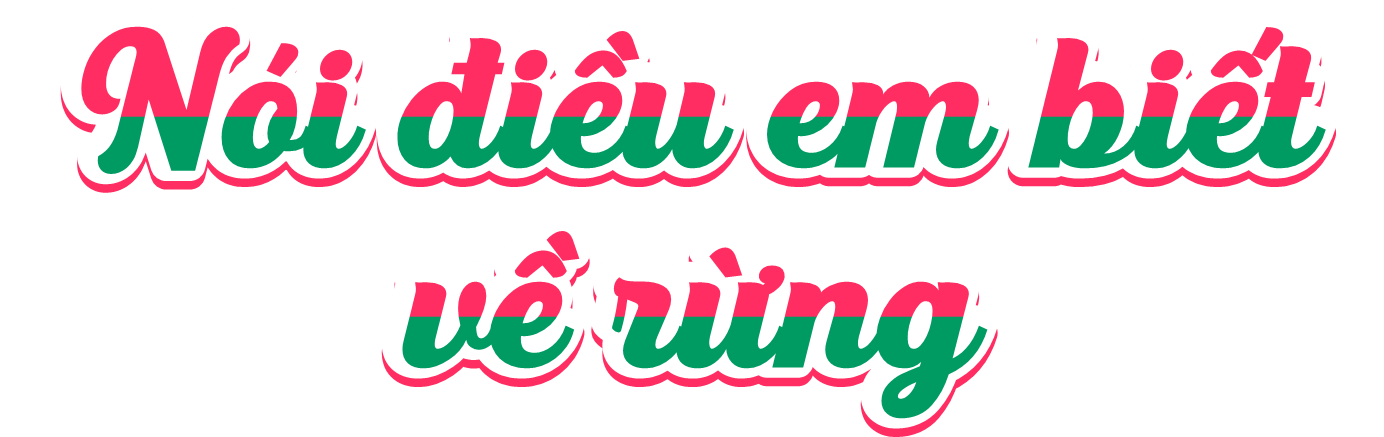 Nói điều em biết
về rừng